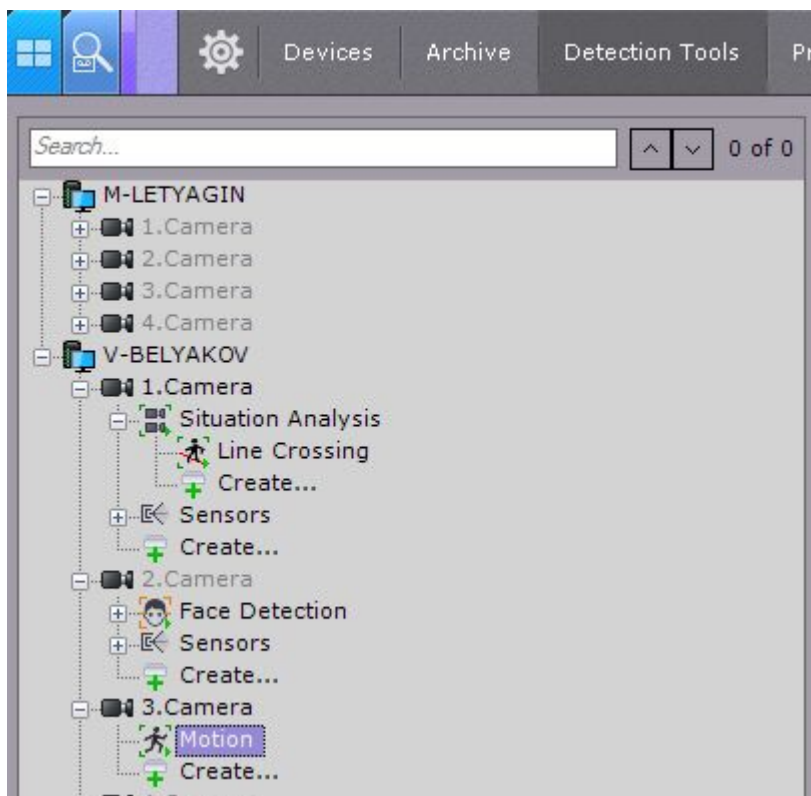 Devices Archive Detection Tools Pr
Search... 0 of 0
M-LETYAGIN
1.Camera
2.Camera
3.Camera
4.Camera
V-BELYAKOV
1.Camera
Situation Analysis
Line Crossing
Create...
Sensors
Create...
2.Camera
Face Detection
Sensors
Create...
3.Camera
Motion
Create...